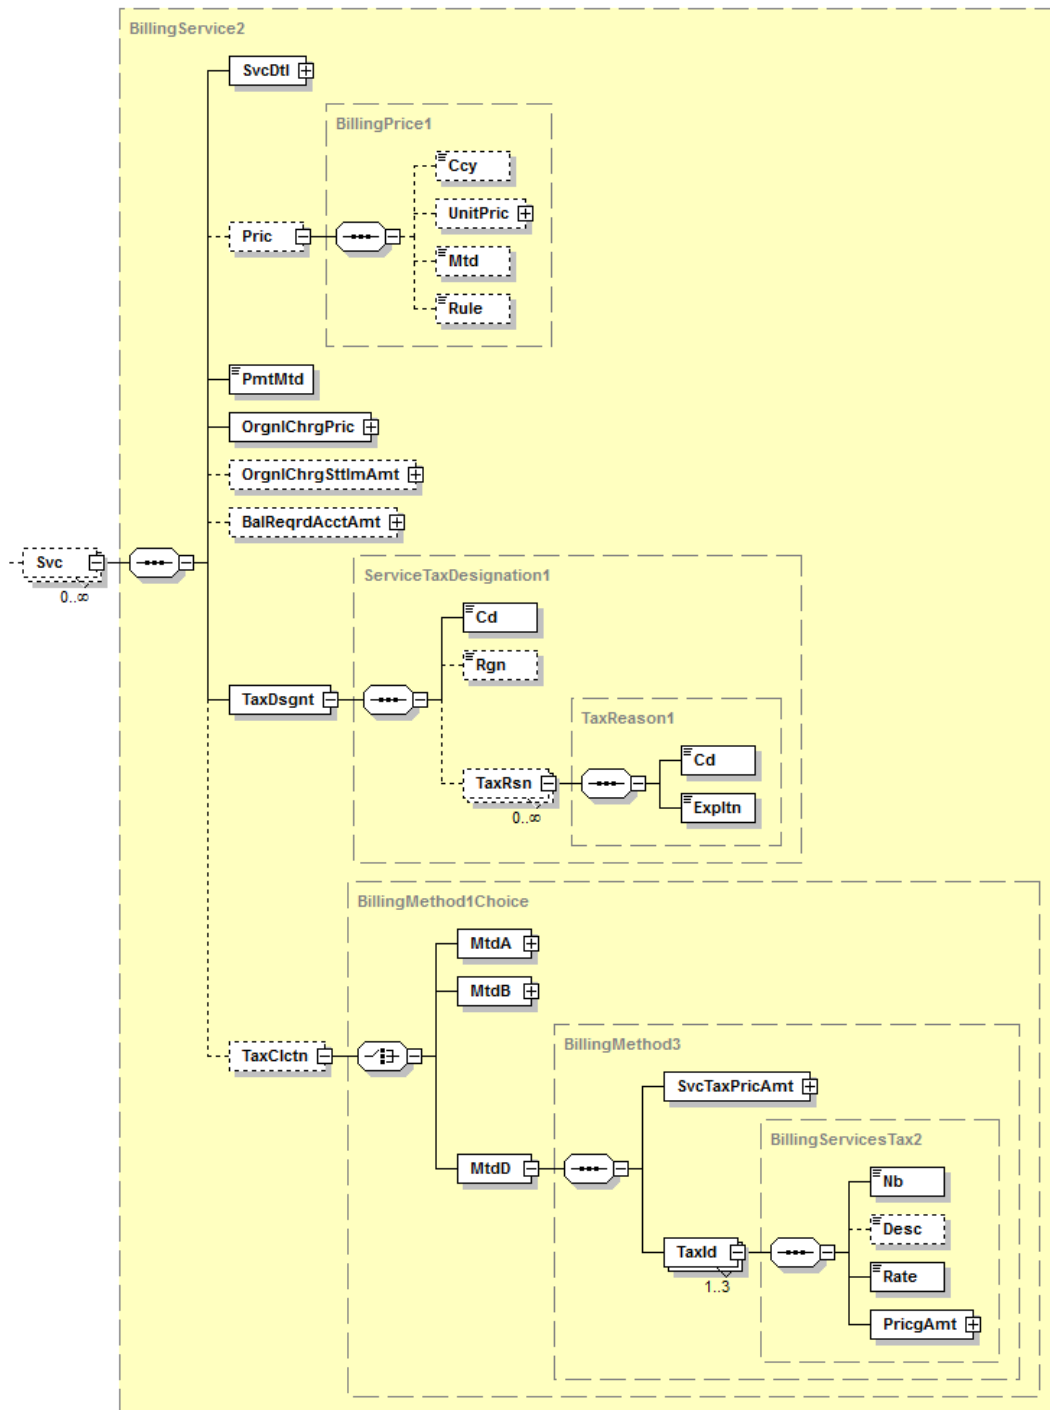 BillingService2
SvcDtl
BillingPrice1
Ccy
UnitPric
Pric
Mtd
Rule
PmtMtd
OrgnlChrgPric
OrgnlChrgSttlmAmt
BalReqrdAcctAmt
Svc
0..∞
ServiceTaxDesignation1
Cd
Rgn
TaxDsgnt
TaxReason1
Cd
TaxRsn
0..∞
Expltn
BillingMethod1Choice
MtdA
MtdB
BillingMethod3
TaxClctn
SvcTaxPricAmt
BillingServicesTax2
MtdD
Nb
Desc
TaxId
1..3
Rate
PricgAmt